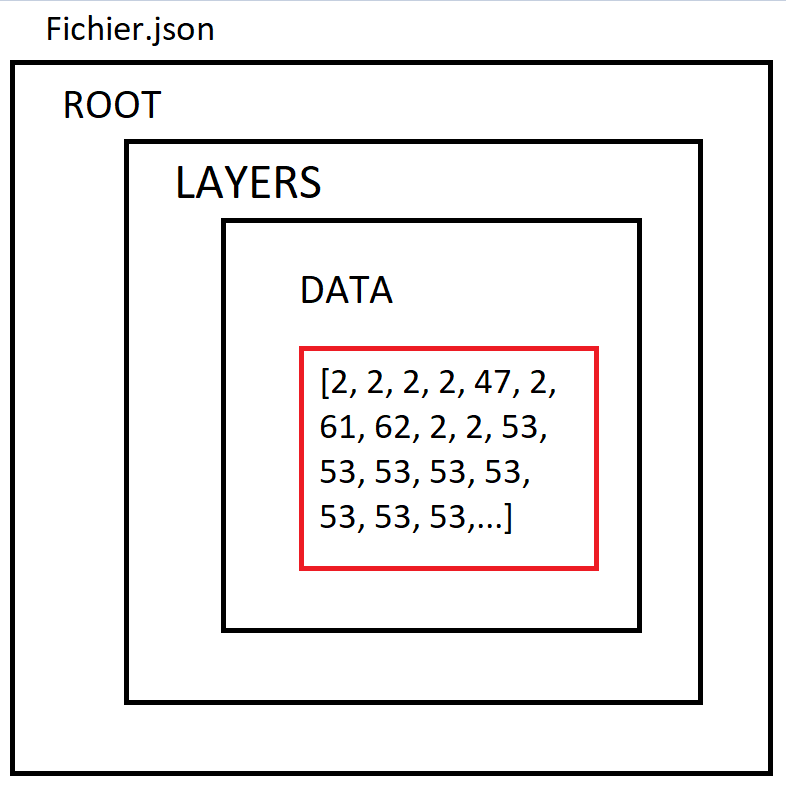 Fichier.json
ROOT
LAYERS
DATA
[2, 2, 2, 2, 47, 2,
61, 62, 2, 2, 53,
53, 53, 53, 53,
53, 53, 53,...]